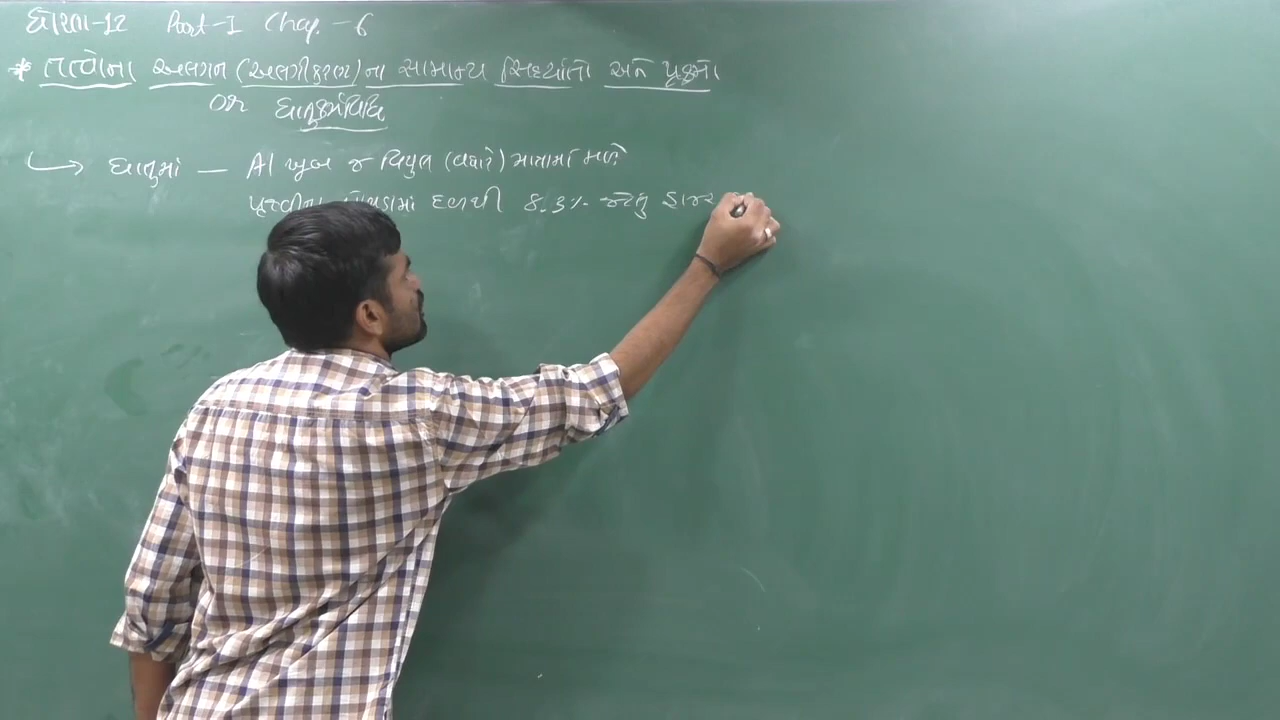 ધોરણ-12 Part-I Chap-6
* તત્વોના અલગન (અલગીકરણ)ના સામાન્ય સિદ્ધાંતો અને પ્રક્રમો
OR ધાતુકર્મવિધિ
ધાતુમાં — Al ખુબ જ વિપુલ (વધારે) માત્રામાં મળે
પૃથ્વીના માં દળથી 8.3% જેટલુ હાજર